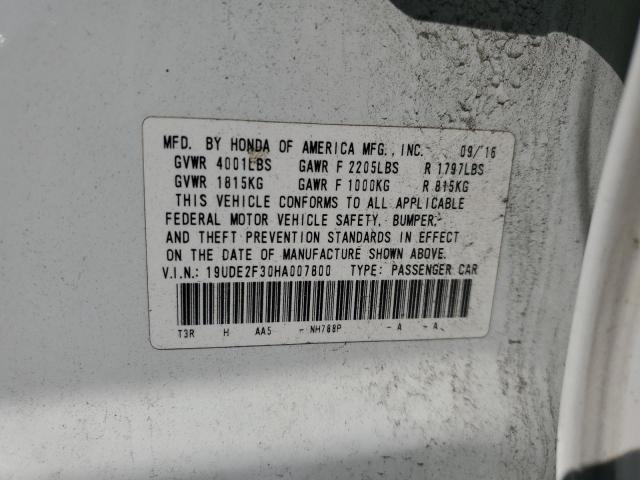 MFD. BY HONDA OF AMERICA MFG., INC. 09/16
GVWR 4001LBS GAWR F 2205LBS R 1797LBS
GVWR 1815KG GAWR F 1000KG R 815KG
THIS VEHICLE CONFORMS TO ALL APPLICABLE
FEDERAL MOTOR VEHICLE SAFETY, BUMPER,
AND THEFT PREVENTION STANDARDS IN EFFECT
ON THE DATE OF MANUFACTURE SHOWN ABOVE.
V.I.N.: 19UDE2F30HA007800 TYPE: PASSENGER CAR
T3R H AA5 - NH788P - A - A